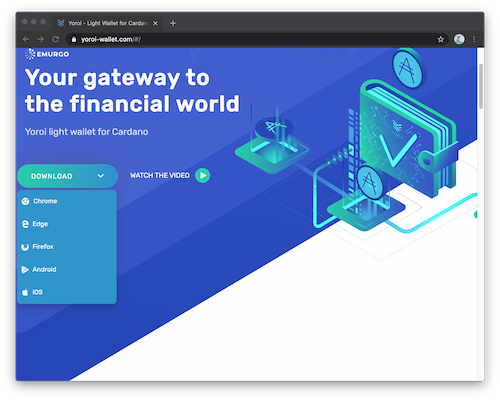 Yoroi - Light Wallet for Cardano
yoroi-wallet.com/#/
EMURGO
Your gateway to
the financial world
Yoroi light wallet for Cardano
DOWNLOAD
WATCH THE VIDEO
Chrome
Edge
Firefox
Android
iOS